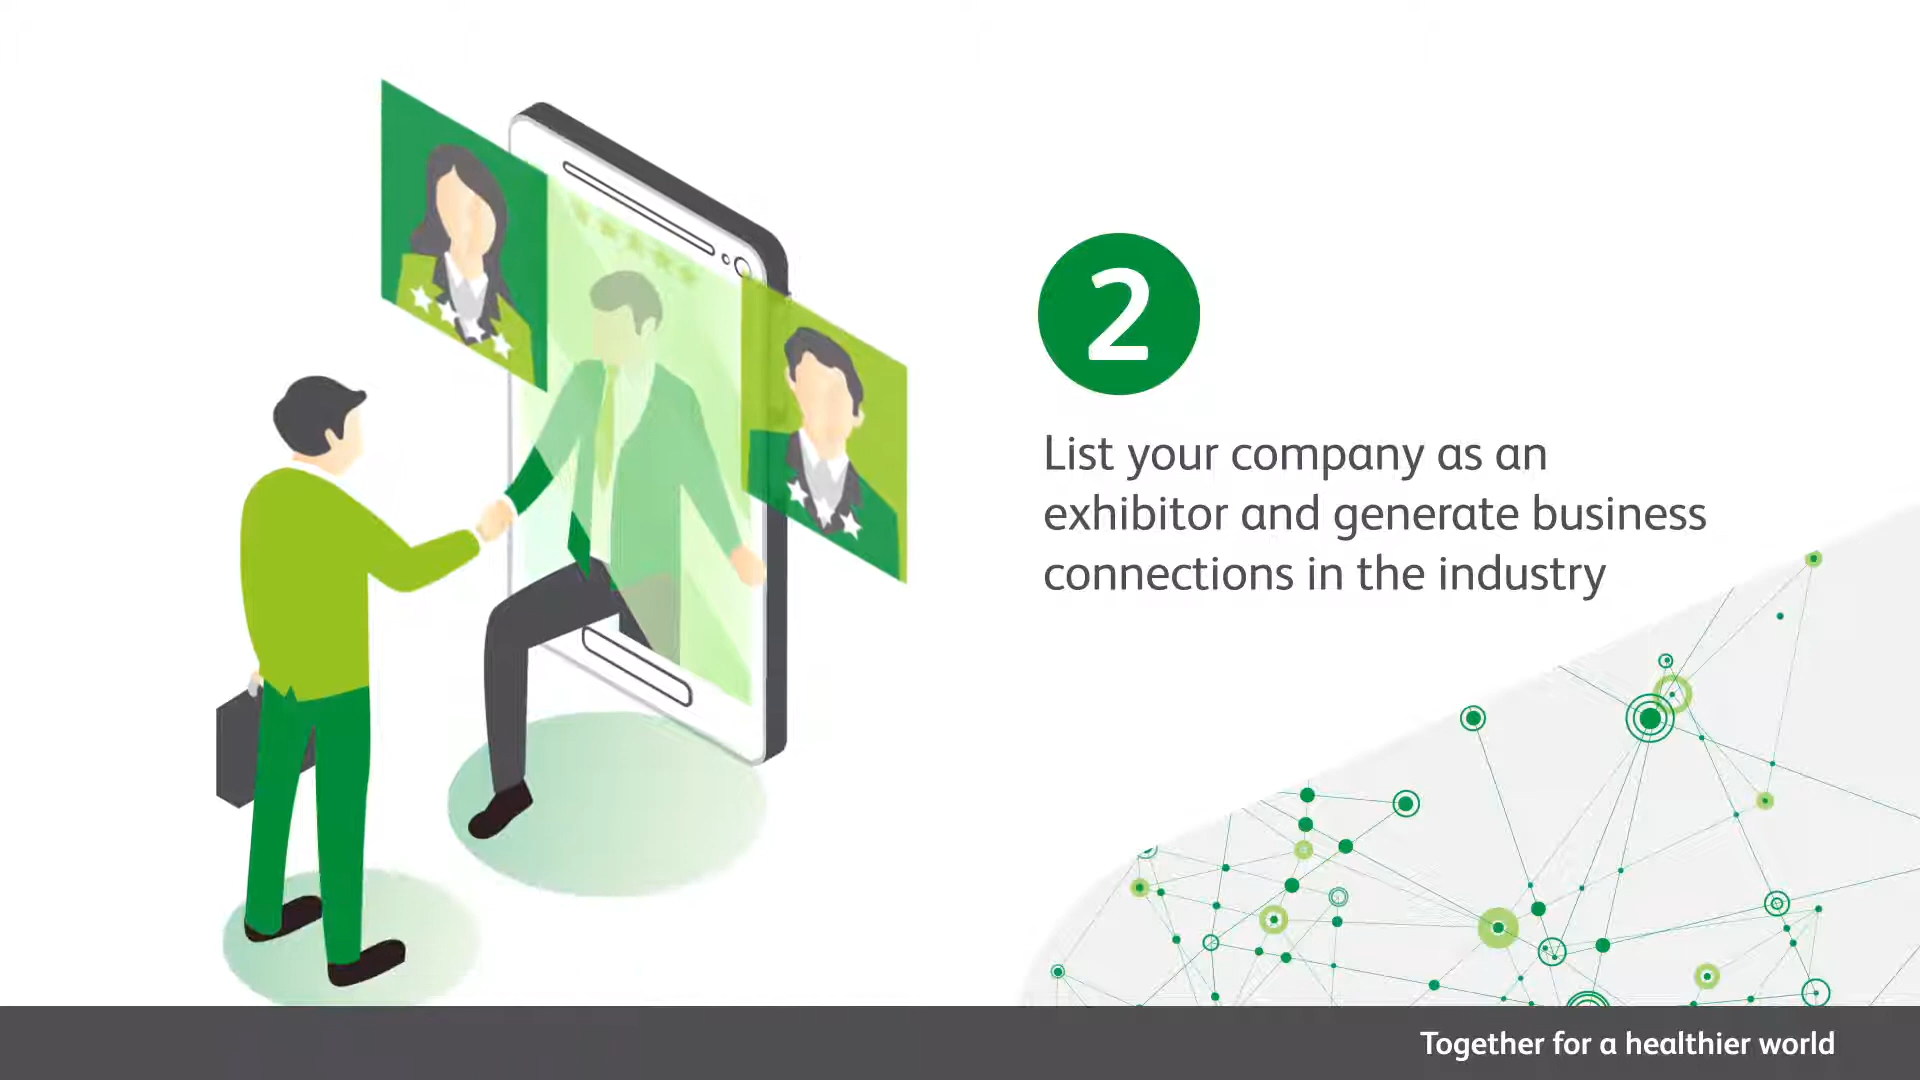 2
List your company as an
exhibitor and generate business
connections in the industry
Together for a healthier world